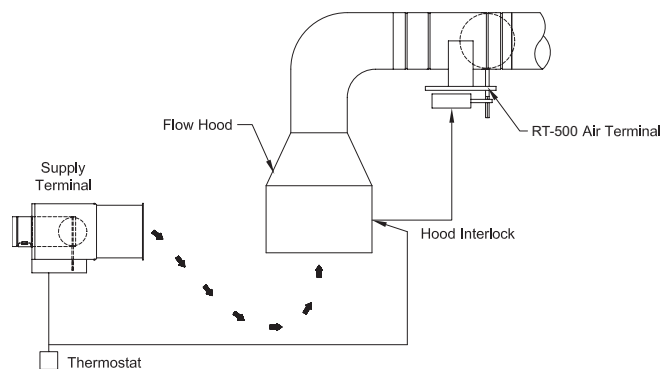 Flow Hood
RT-500 Air Terminal
Supply
Terminal
Hood Interlock
Thermostat